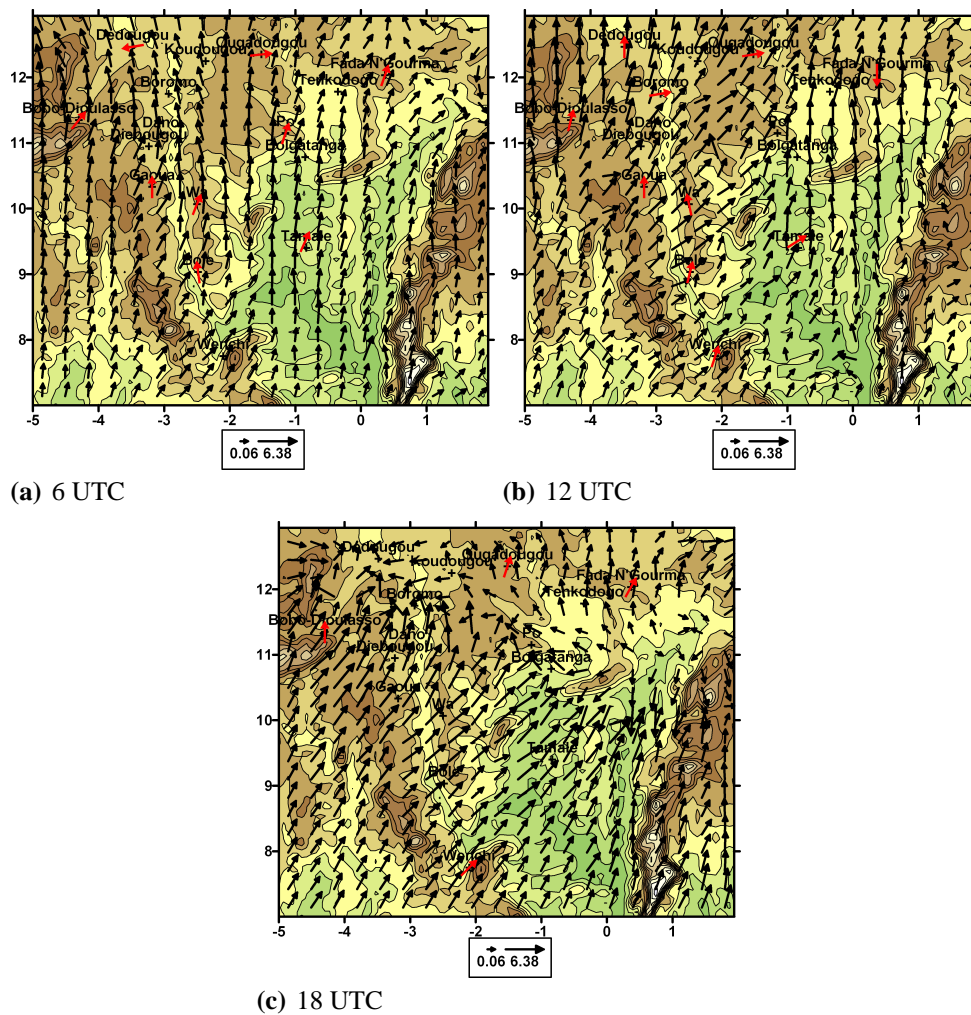 Dedougou
Ougadougou
Koudougou
Fada-N'Gourma
Tenkodogo
Boromo
Bobo-Dioulasso
Dano
Diebougou
Po
Bolgatanga
Gaoua
Wa
Tamale
Bole
Wenchi
12
11
10
9
8
-5 -4 -3 -2 -1 0 1
0.06 6.38
(a) 6 UTC
Dedougou
Ougadougou
Koudougou
Fada-N'Gourma
Tenkodogo
Boromo
Bobo-Dioulasso
Dano
Diebougou
Po
Bolgatanga
Gaoua
Wa
Tamale
Bole
Wenchi
12
11
10
9
8
-5 -4 -3 -2 -1 0 1
0.06 6.38
(b) 12 UTC
Dedougou
Ougadougou
Koudougou
Fada-N'Gourma
Tenkodogo
Boromo
Bobo-Dioulasso
Dano
Diebougou
Po
Bolgatanga
Gaoua
Wa
Tamale
Bole
Wenchi
12
11
10
9
8
-5 -4 -3 -2 -1 0 1
0.06 6.38
(c) 18 UTC